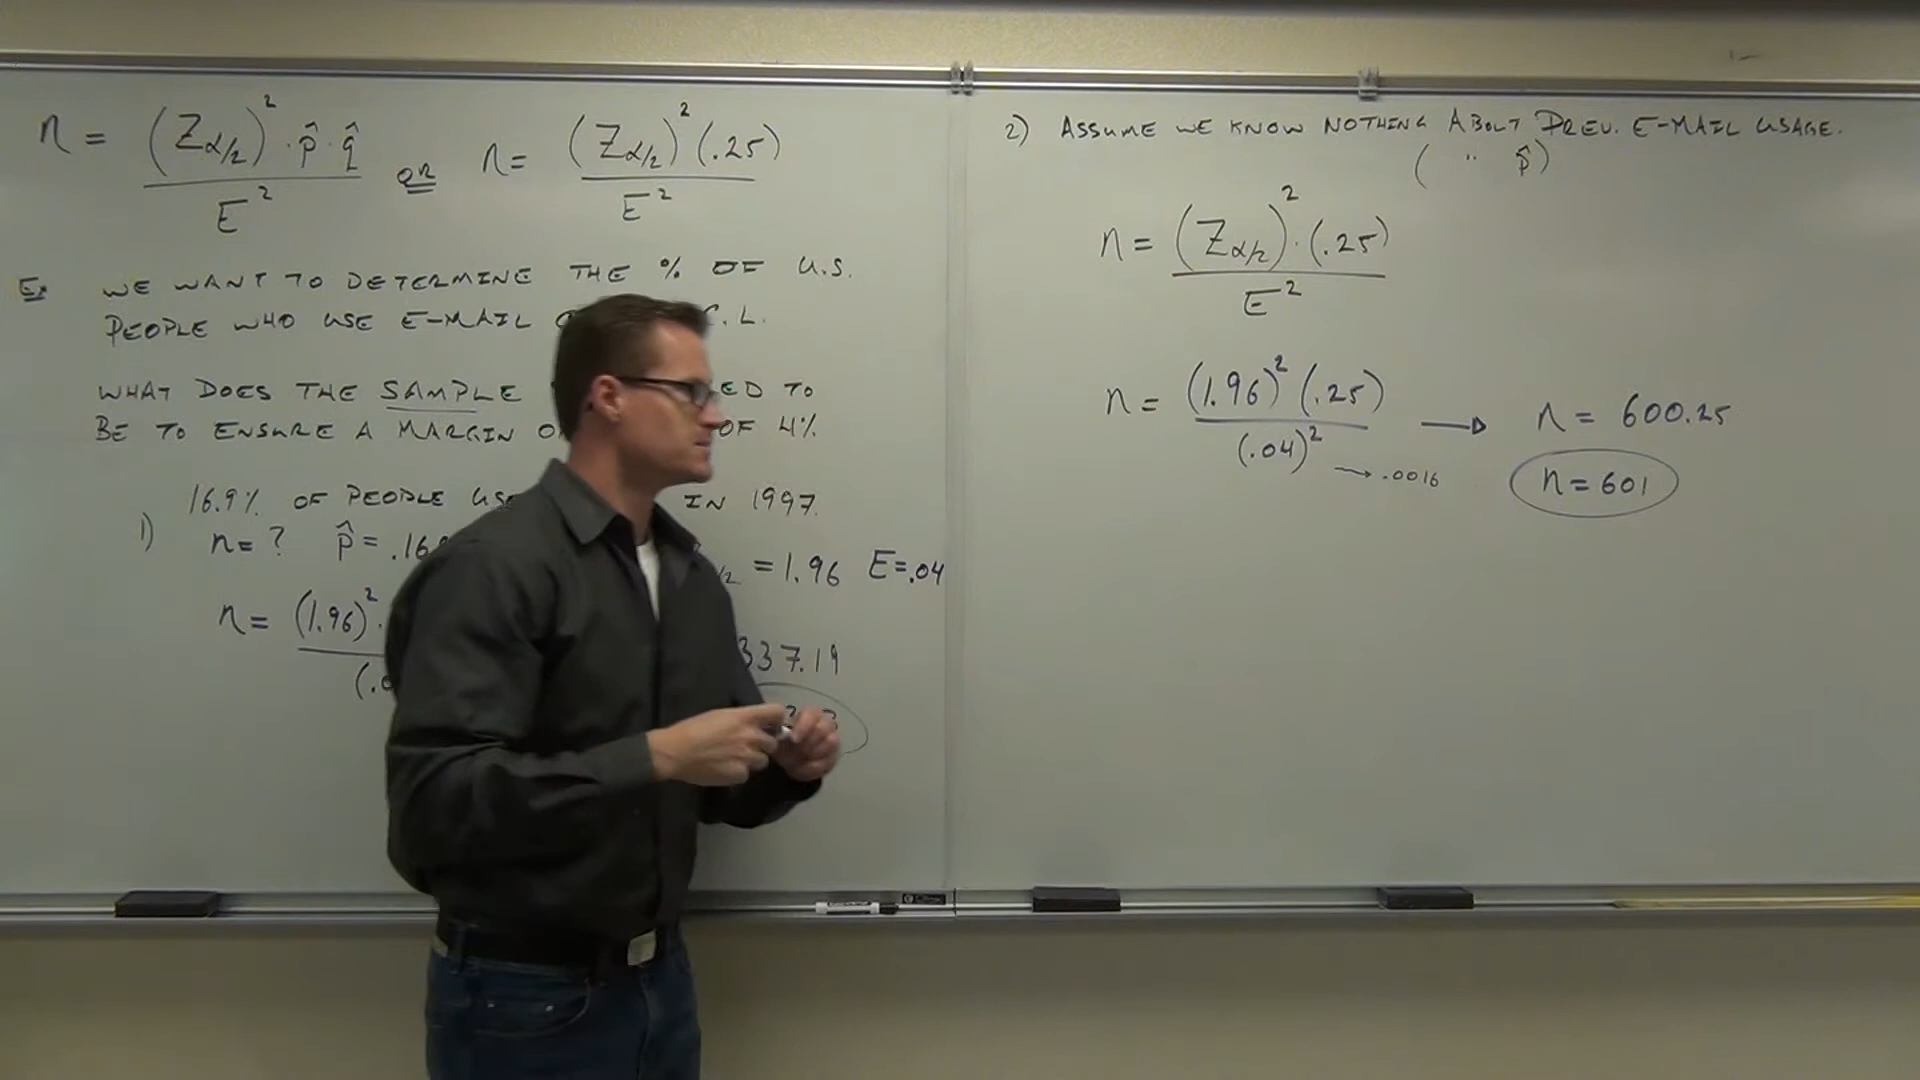 n = (Zα/2)² · p̂ · q̂ / E² OR n = (Zα/2)² (.25) / E²
Ex WE WANT TO DETERMINE THE % OF U.S.
PEOPLE WHO USE E-MAIL C.L.
WHAT DOES THE SAMPLE TO
BE TO ENSURE A MARGIN OF 4%
16.9% OF PEOPLE IN 1997.
1) n = ? p̂ = .16 = 1.96 E = .04
n = (1.96)² ·
337.19
2) ASSUME WE KNOW NOTHING ABOUT PREV. E-MAIL USAGE.
( " p̂ )
n = (Zα/2)² · (.25) / E²
n = (1.96)² (.25) / (.04)² → n = 600.25
→ .0016
n = 601